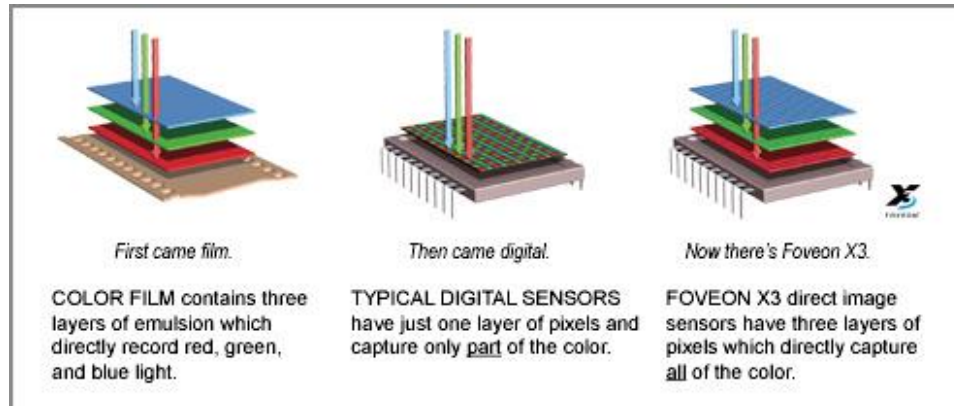 First came film.
COLOR FILM contains three
layers of emulsion which
directly record red, green,
and blue light.
Then came digital.
TYPICAL DIGITAL SENSORS
have just one layer of pixels and
capture only part of the color.
X3
FOVEON
Now there's Foveon X3.
FOVEON X3 direct image
sensors have three layers of
pixels which directly capture
all of the color.